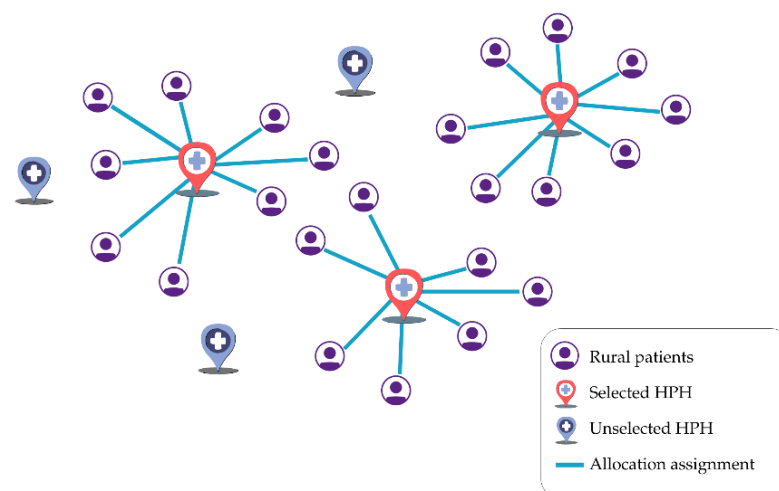 Rural patients
Selected HPH
Unselected HPH
Allocation assignment